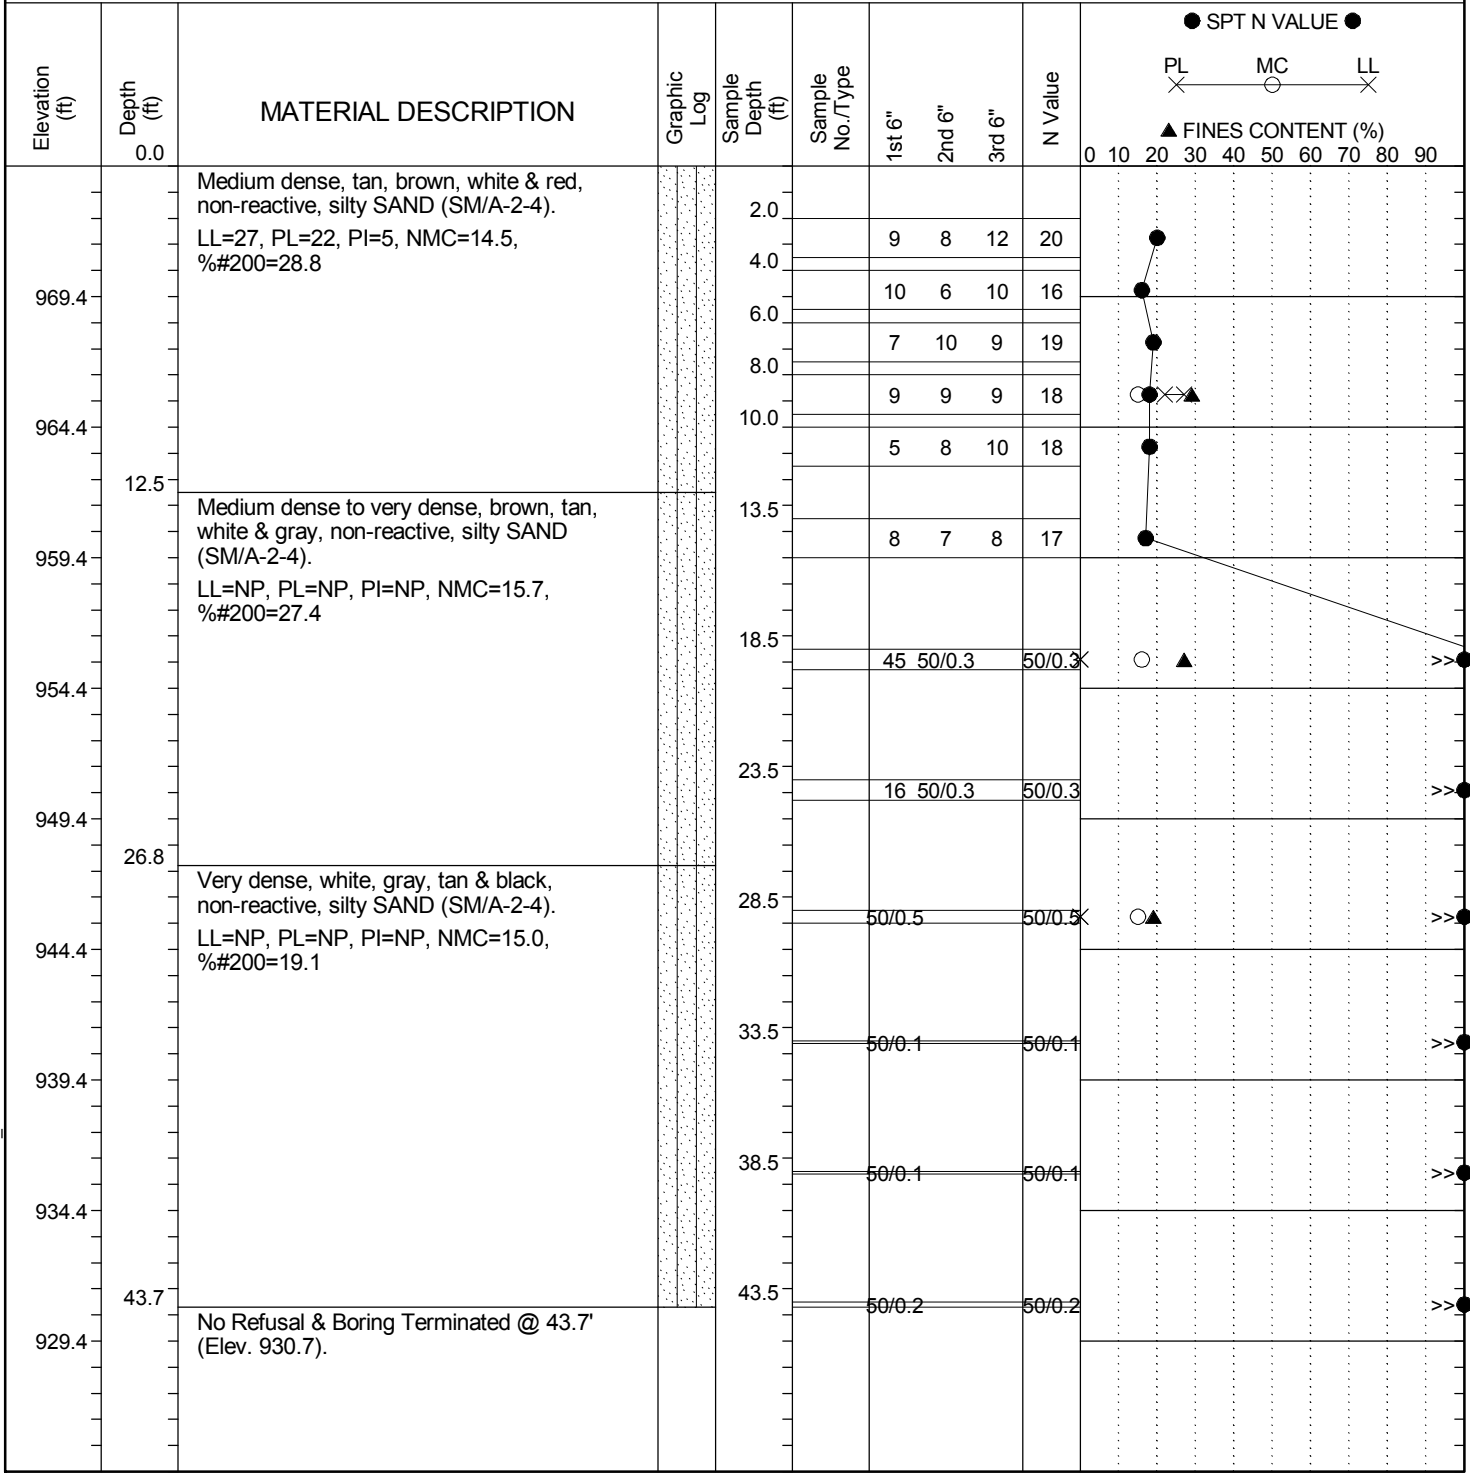 ● SPT N VALUE ●
PL MC LL
▲ FINES CONTENT (%)
Elevation (ft)
Depth (ft)
0.0
MATERIAL DESCRIPTION
Graphic Log
Sample Depth (ft)
Sample No./Type
1st 6"
2nd 6"
3rd 6"
N Value
0 10 20 30 40 50 60 70 80 90
Medium dense, tan, brown, white & red,
non-reactive, silty SAND (SM/A-2-4).
LL=27, PL=22, PI=5, NMC=14.5,
%#200=28.8
2.0
9 8 12 20
4.0
969.4
10 6 10 16
6.0
7 10 9 19
8.0
9 9 9 18
10.0
964.4
5 8 10 18
12.5
Medium dense to very dense, brown, tan,
white & gray, non-reactive, silty SAND
(SM/A-2-4).
LL=NP, PL=NP, PI=NP, NMC=15.7,
%#200=27.4
13.5
8 7 8 17
959.4
18.5
45 50/0.3 50/0.3 >>
954.4
23.5
16 50/0.3 50/0.3 >>
949.4
26.8
Very dense, white, gray, tan & black,
non-reactive, silty SAND (SM/A-2-4).
LL=NP, PL=NP, PI=NP, NMC=15.0,
%#200=19.1
28.5
50/0.5 50/0.5 >>
944.4
33.5
50/0.1 50/0.1 >>
939.4
38.5
50/0.1 50/0.1 >>
934.4
43.7
43.5
50/0.2 50/0.2 >>
No Refusal & Boring Terminated @ 43.7'
(Elev. 930.7).
929.4